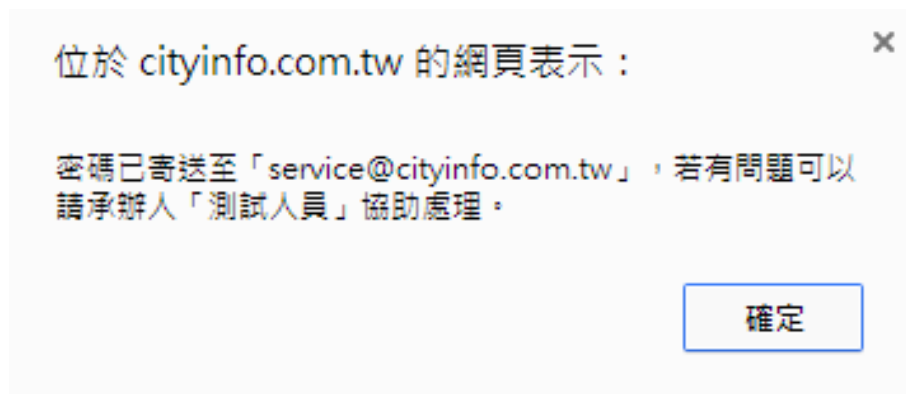 位於 cityinfo.com.tw 的網頁表示：
密碼已寄送至「service@cityinfo.com.tw」，若有問題可以
請承辦人「測試人員」協助處理。
確定